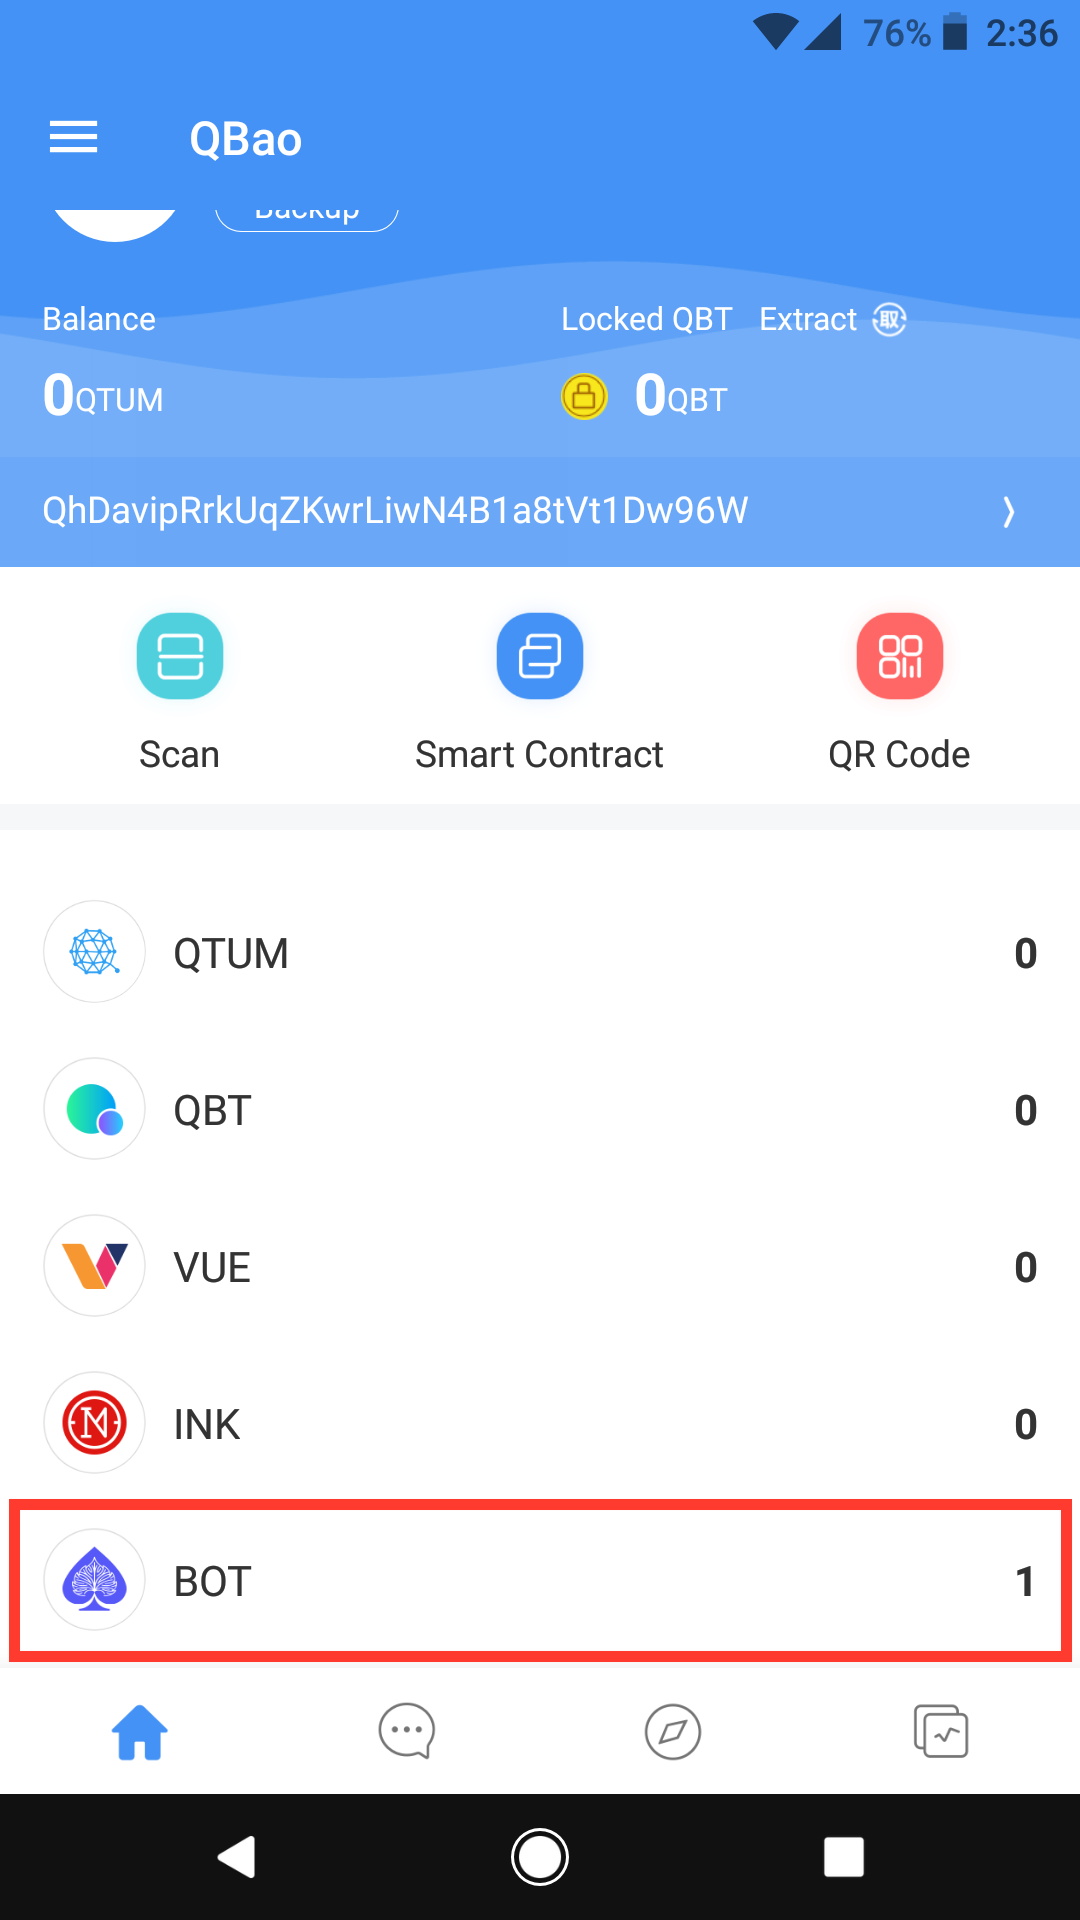 76% 2:36
QBao
Backup
Balance
Locked QBT Extract 取
0QTUM
0QBT
QhDavipRrkUqZKwrLiwN4B1a8tVt1Dw96W
Scan
Smart Contract
QR Code
QTUM 0
QBT 0
VUE 0
INK 0
BOT 1